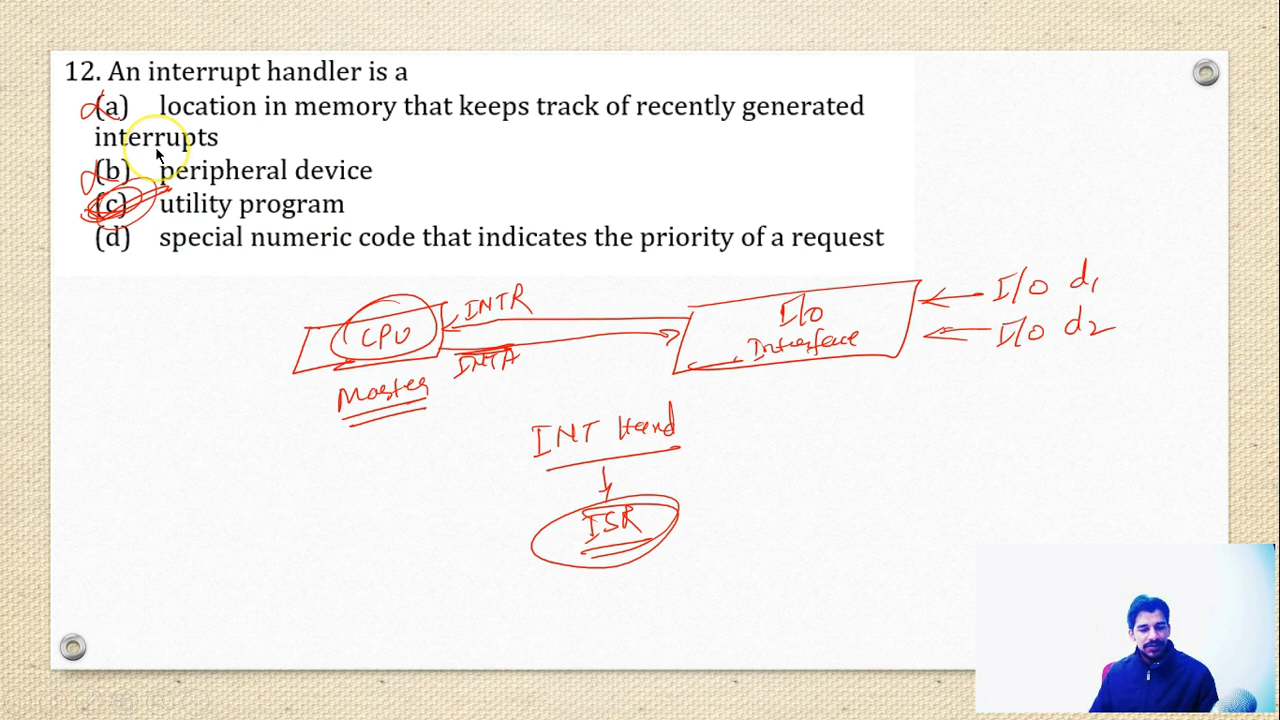 12. An interrupt handler is a
(a) location in memory that keeps track of recently generated
interrupts
(b) peripheral device
(c) utility program
(d) special numeric code that indicates the priority of a request
INTR
I/O d1
CPU
I/O
Interface
I/O d2
INTA
Master
INT Hand
ISR